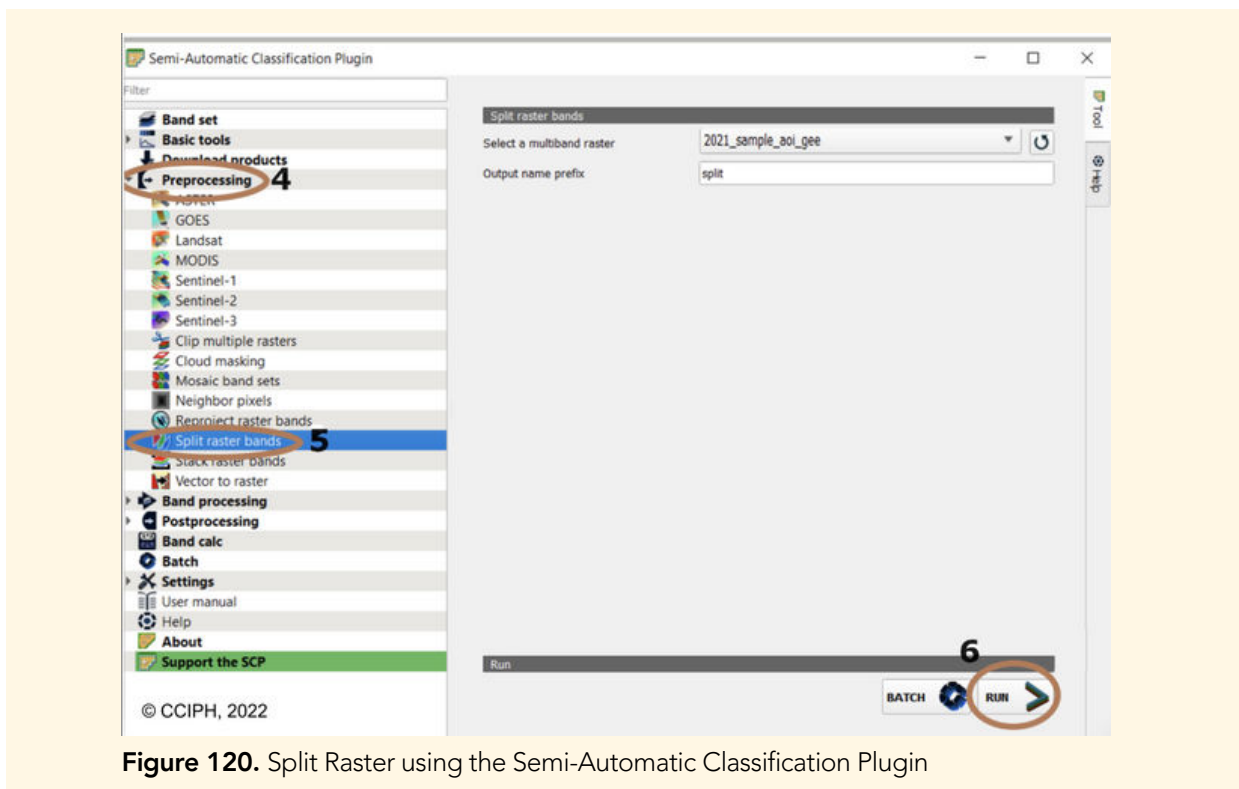 Semi-Automatic Classification Plugin
Filter
Band set
Basic tools
Download products
Preprocessing 4
ASTER
GOES
Landsat
MODIS
Sentinel-1
Sentinel-2
Sentinel-3
Clip multiple rasters
Cloud masking
Mosaic band sets
Neighbor pixels
Reproject raster bands
Split raster bands 5
Stack raster bands
Vector to raster
Band processing
Postprocessing
Band calc
Batch
Settings
User manual
Help
About
Support the SCP
© CCIPH, 2022
Split raster bands
Select a multiband raster 2021_sample_aoi_gee
Output name prefix split
Run
6
BATCH RUN
Tool
Help
Figure 120. Split Raster using the Semi-Automatic Classification Plugin